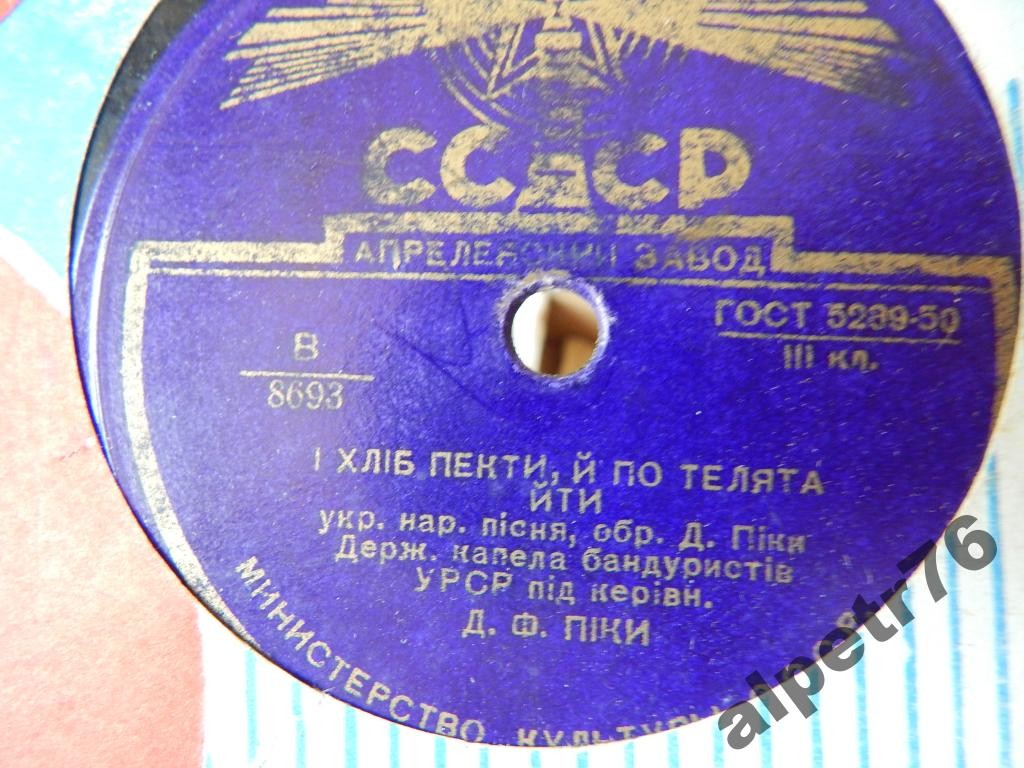 СССР
АПРЕЛЕВСКИЙ ЗАВОД
ГОСТ 5289-50
III кл.
В
8693
І ХЛІБ ПЕКТИ, Й ПО ТЕЛЯТА
ЙТИ
укр. нар. пісня, обр. Д. Піки
Держ. капела бандуристів
УРСР під керівн.
Д. Ф. ПІКИ
МИНИСТЕРСТВО КУЛЬТУРЫ
alpetr76